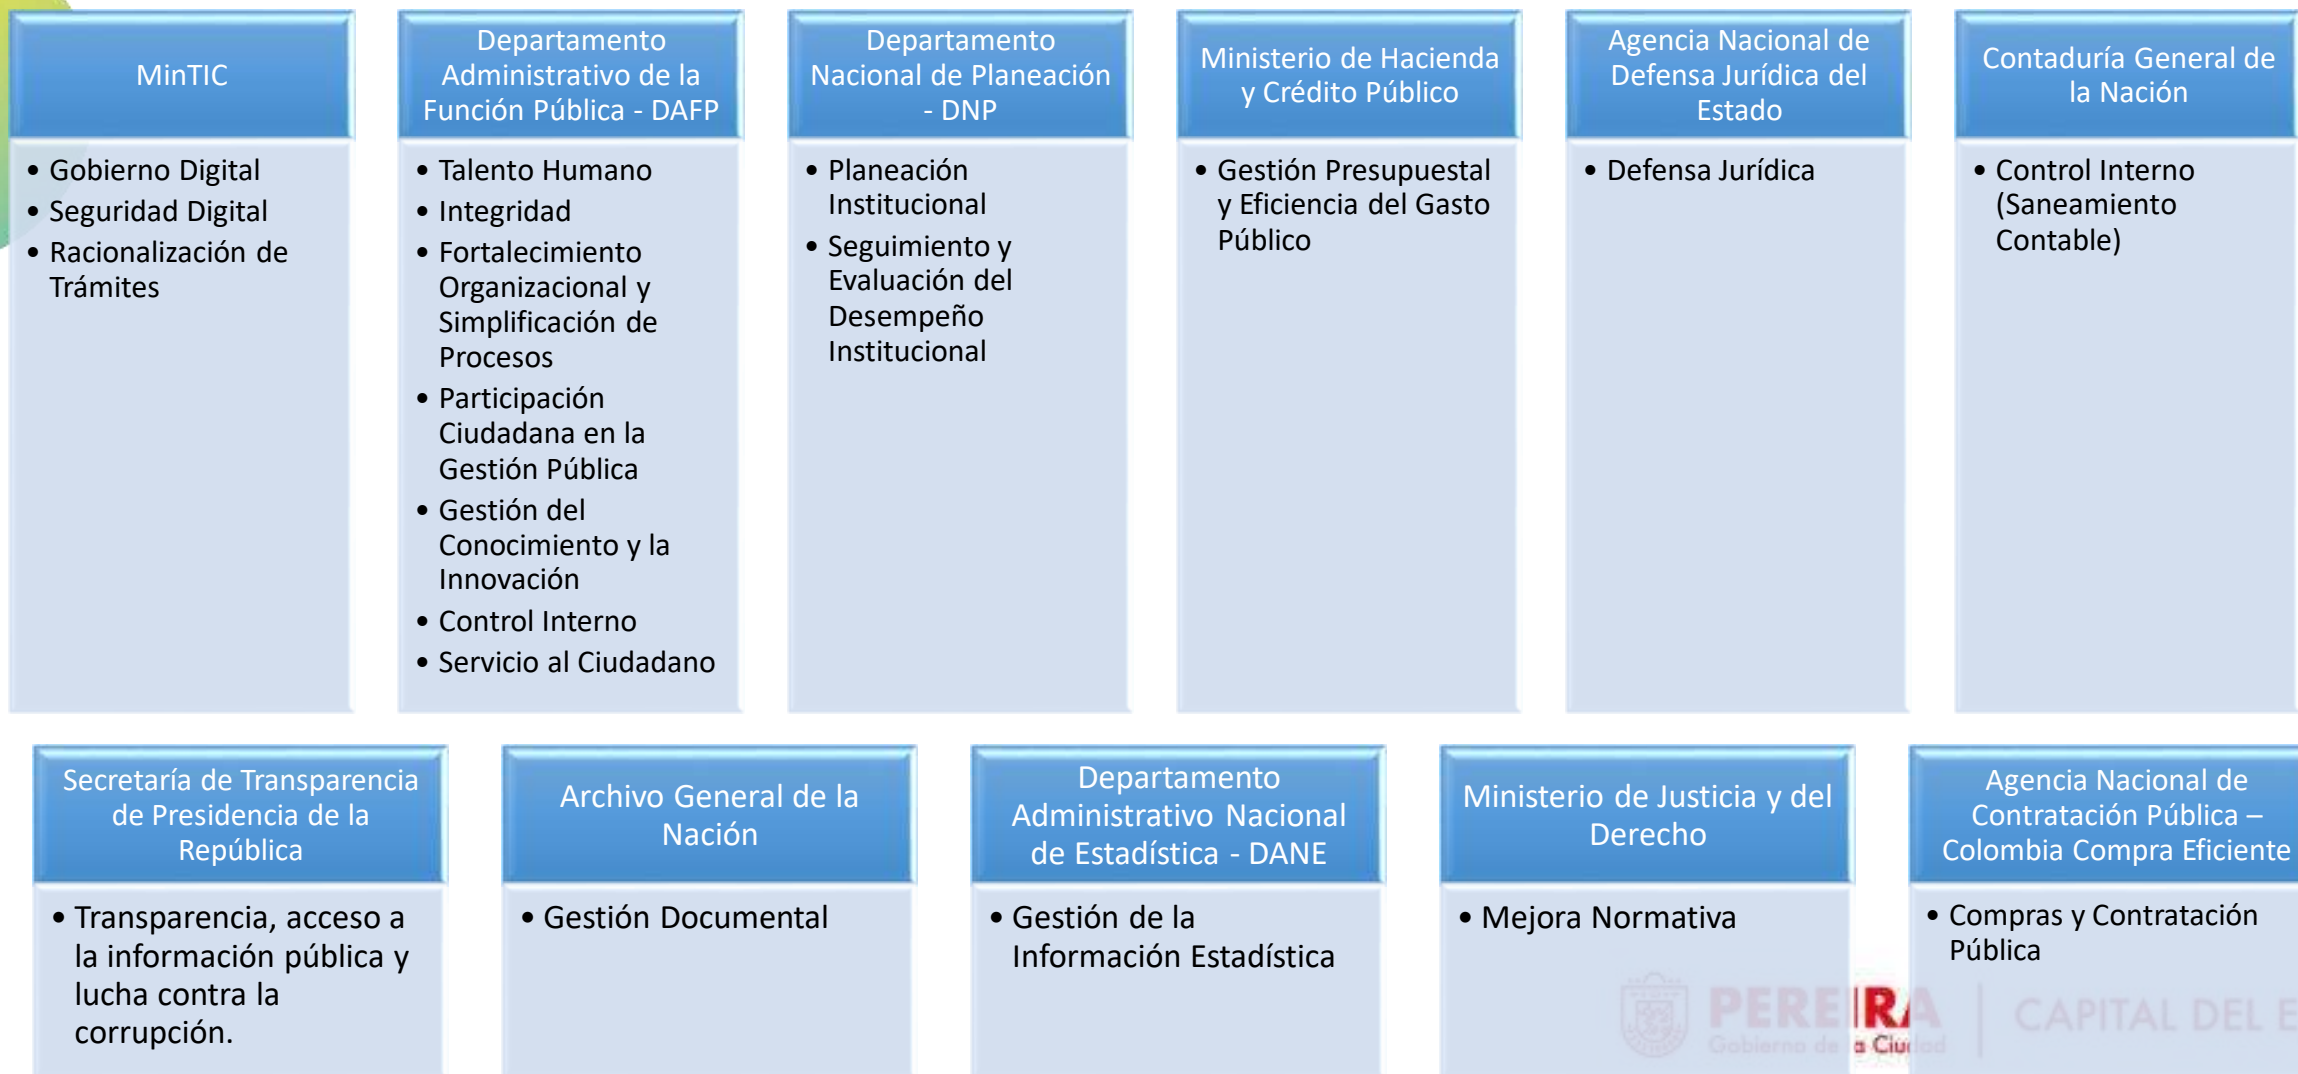 MinTIC
• Gobierno Digital
• Seguridad Digital
• Racionalización de
Trámites
Departamento
Administrativo de la
Función Pública - DAFP
• Talento Humano
• Integridad
• Fortalecimiento
Organizacional y
Simplificación de
Procesos
• Participación
Ciudadana en la
Gestión Pública
• Gestión del
Conocimiento y la
Innovación
• Control Interno
• Servicio al Ciudadano
Departamento
Nacional de Planeación
- DNP
• Planeación
Institucional
• Seguimiento y
Evaluación del
Desempeño
Institucional
Ministerio de Hacienda
y Crédito Público
• Gestión Presupuestal
y Eficiencia del Gasto
Público
Agencia Nacional de
Defensa Jurídica del
Estado
• Defensa Jurídica
Contaduría General de
la Nación
• Control Interno
(Saneamiento
Contable)
Secretaría de Transparencia
de Presidencia de la
República
• Transparencia, acceso a
la información pública y
lucha contra la
corrupción.
Archivo General de la
Nación
• Gestión Documental
Departamento
Administrativo Nacional
de Estadística - DANE
• Gestión de la
Información Estadística
Ministerio de Justicia y del
Derecho
• Mejora Normativa
Agencia Nacional de
Contratación Pública –
Colombia Compra Eficiente
• Compras y Contratación
Pública
PEREIRA
Gobierno de la Ciudad
CAPITAL DEL E